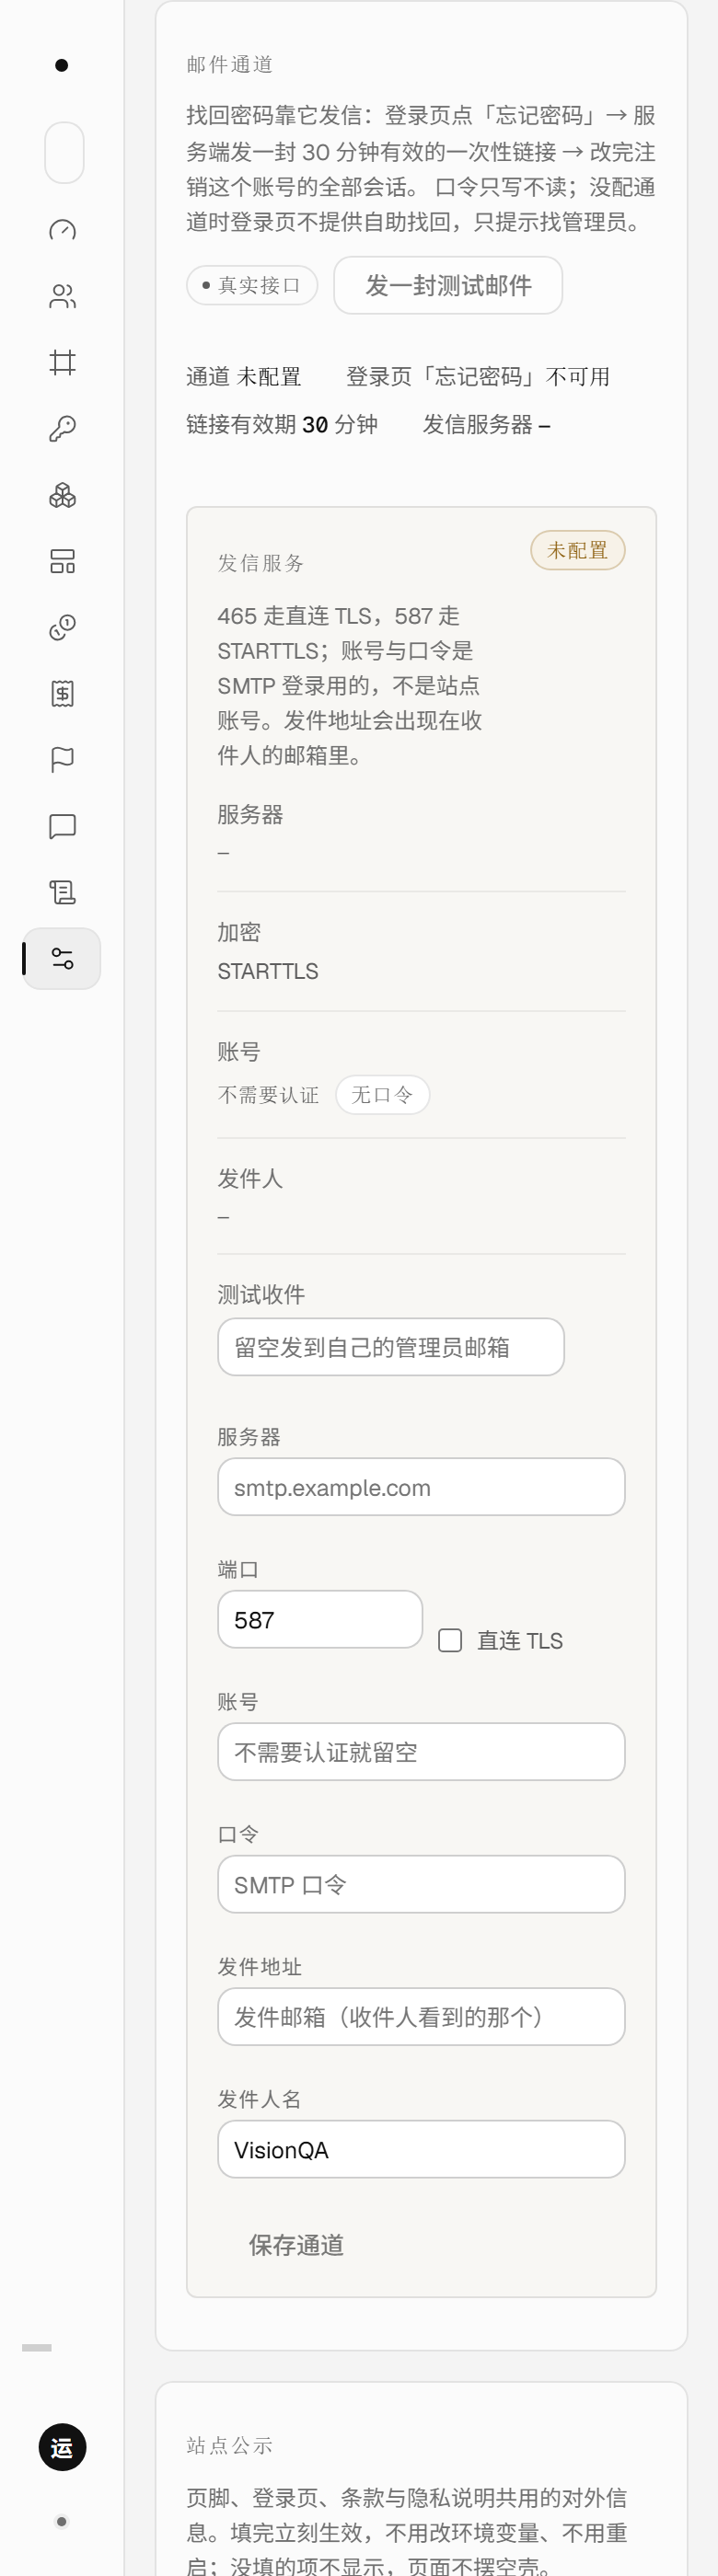 邮件通道
找回密码靠它发信：登录页点「忘记密码」→ 服
务端发一封 30 分钟有效的一次性链接 → 改完注
销这个账号的全部会话。 口令只写不读；没配通
道时登录页不提供自助找回，只提示找管理员。
真实接口 发一封测试邮件
通道 未配置 登录页「忘记密码」不可用
链接有效期 30 分钟 发信服务器 –
发信服务 未配置
465 走直连 TLS，587 走
STARTTLS；账号与口令是
SMTP 登录用的，不是站点
账号。发件地址会出现在收
件人的邮箱里。
服务器
–
加密
STARTTLS
账号
不需要认证 无口令
发件人
–
测试收件
留空发到自己的管理员邮箱
服务器
smtp.example.com
端口
587 直连 TLS
账号
不需要认证就留空
口令
SMTP 口令
发件地址
发件邮箱（收件人看到的那个）
发件人名
VisionQA
保存通道
运
站点公示
页脚、登录页、条款与隐私说明共用的对外信
息。填完立刻生效，不用改环境变量、不用重
启；没填的项不显示，页面不摆空壳。